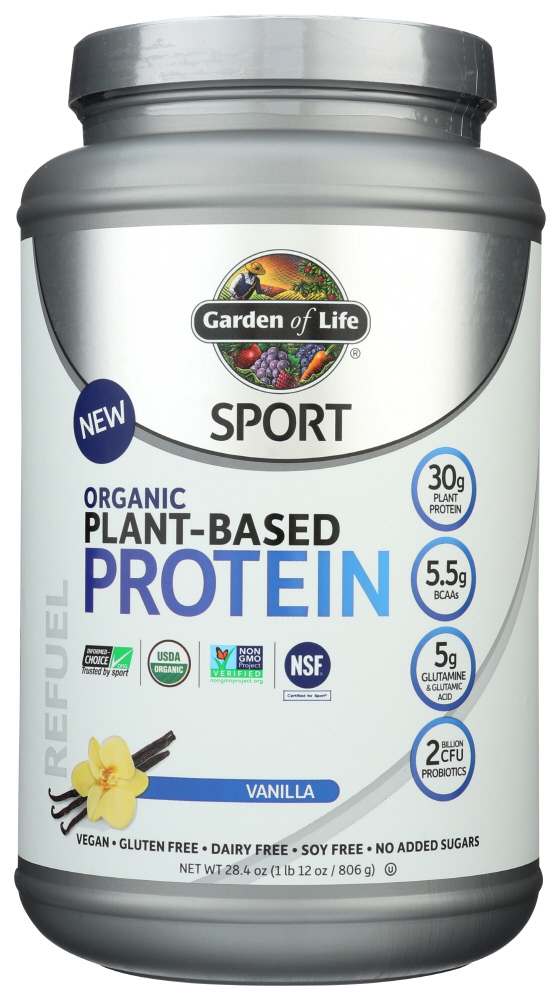 Garden of Life
®
SPORT
NEW
ORGANIC
PLANT-BASED
PROTEIN
REFUEL
30g
PLANT
PROTEIN
5.5g
BCAAs
5g
GLUTAMINE
& GLUTAMIC
ACID
2 BILLION
CFU
PROBIOTICS
INFORMED–
CHOICE
.ORG
Trusted by sport
USDA
ORGANIC
NON
GMO
Project
VERIFIED
nongmoproject.org
NSF
Certified for Sport®
VANILLA
VEGAN • GLUTEN FREE • DAIRY FREE • SOY FREE • NO ADDED SUGARS
NET WT 28.4 oz (1 lb 12 oz / 806 g) U